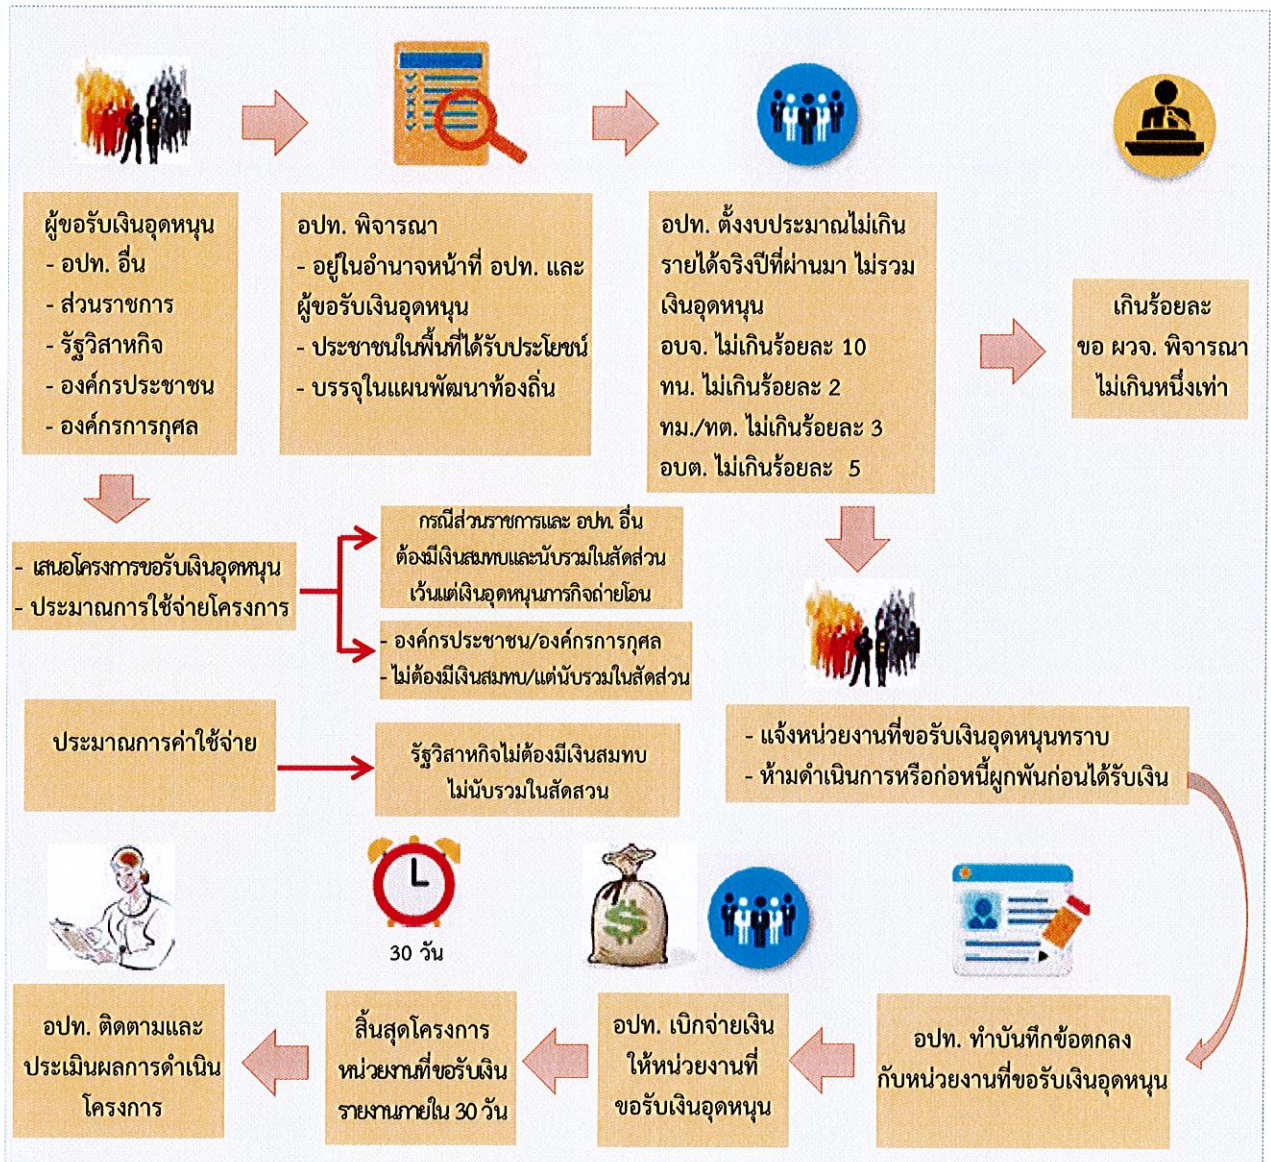 ผู้ขอรับเงินอุดหนุน
- อปท. อื่น
- ส่วนราชการ
- รัฐวิสาหกิจ
- องค์กรประชาชน
- องค์กรการกุศล
อปท. พิจารณา
- อยู่ในอำนาจหน้าที่ อปท. และ
ผู้ขอรับเงินอุดหนุน
- ประชาชนในพื้นที่ได้รับประโยชน์
- บรรจุในแผนพัฒนาท้องถิ่น
อปท. ตั้งงบประมาณไม่เกิน
รายได้จริงปีที่ผ่านมา ไม่รวม
เงินอุดหนุน
อบจ. ไม่เกินร้อยละ 10
ทน. ไม่เกินร้อยละ 2
ทม./ทต. ไม่เกินร้อยละ 3
อบต. ไม่เกินร้อยละ 5
เกินร้อยละ
ขอ ผวจ. พิจารณา
ไม่เกินหนึ่งเท่า
- เสนอโครงการขอรับเงินอุดหนุน
- ประมาณการใช้จ่ายโครงการ
กรณีส่วนราชการและ อปท. อื่น
ต้องมีเงินสมทบและนับรวมในสัดส่วน
เว้นแต่เงินอุดหนุนภารกิจถ่ายโอน
- องค์กรประชาชน/องค์กรการกุศล
- ไม่ต้องมีเงินสมทบ/แต่นับรวมในสัดส่วน
ประมาณการค่าใช้จ่าย
รัฐวิสาหกิจไม่ต้องมีเงินสมทบ
ไม่นับรวมในสัดสวน
- แจ้งหน่วยงานที่ขอรับเงินอุดหนุนทราบ
- ห้ามดำเนินการหรือก่อหนี้ผูกพันก่อนได้รับเงิน
อปท. ทำบันทึกข้อตกลง
กับหน่วยงานที่ขอรับเงินอุดหนุน
$
อปท. เบิกจ่ายเงิน
ให้หน่วยงานที่
ขอรับเงินอุดหนุน
30 วัน
สิ้นสุดโครงการ
หน่วยงานที่ขอรับเงิน
รายงานภายใน 30 วัน
อปท. ติดตามและ
ประเมินผลการดำเนิน
โครงการ